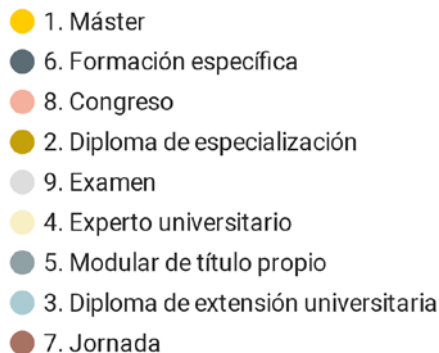 1. Máster
6. Formación específica
8. Congreso
2. Diploma de especialización
9. Examen
4. Experto universitario
5. Modular de título propio
3. Diploma de extensión universitaria
7. Jornada